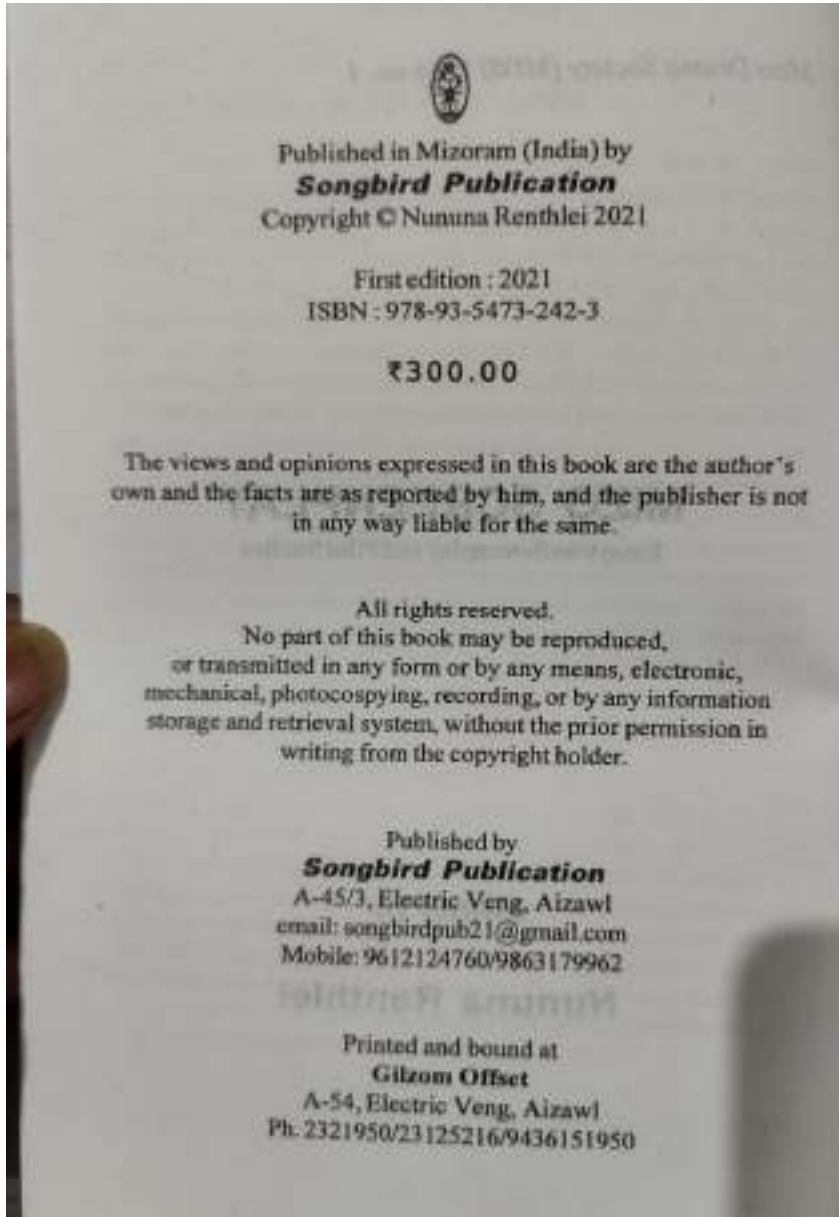 Published in Mizoram (India) by
Songbird Publication
Copyright © Nununa Renthlei 2021
First edition : 2021
ISBN : 978-93-5473-242-3
₹300.00
The views and opinions expressed in this book are the author's
own and the facts are as reported by him, and the publisher is not
in any way liable for the same.
All rights reserved.
No part of this book may be reproduced,
or transmitted in any form or by any means, electronic,
mechanical, photocospying, recording, or by any information
storage and retrieval system, without the prior permission in
writing from the copyright holder.
Published by
Songbird Publication
A-45/3, Electric Veng, Aizawl
email: songbirdpub21@gmail.com
Mobile: 9612124760/9863179962
Printed and bound at
Gilzom Offset
A-54, Electric Veng, Aizawl
Ph. 2321950/23125216/9436151950